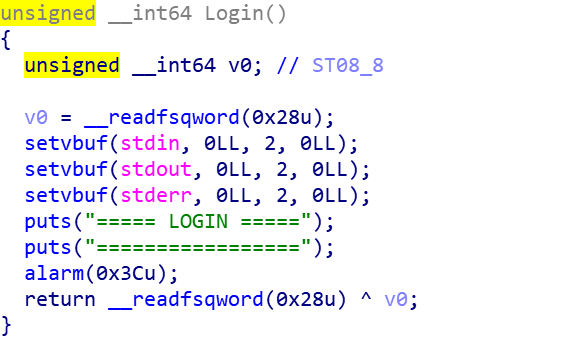 unsigned __int64 Login()
{
unsigned __int64 v0; // ST08_8
v0 = __readfsqword(0x28u);
setvbuf(stdin, 0LL, 2, 0LL);
setvbuf(stdout, 0LL, 2, 0LL);
setvbuf(stderr, 0LL, 2, 0LL);
puts("===== LOGIN =====");
puts("=================");
alarm(0x3Cu);
return __readfsqword(0x28u) ^ v0;
}